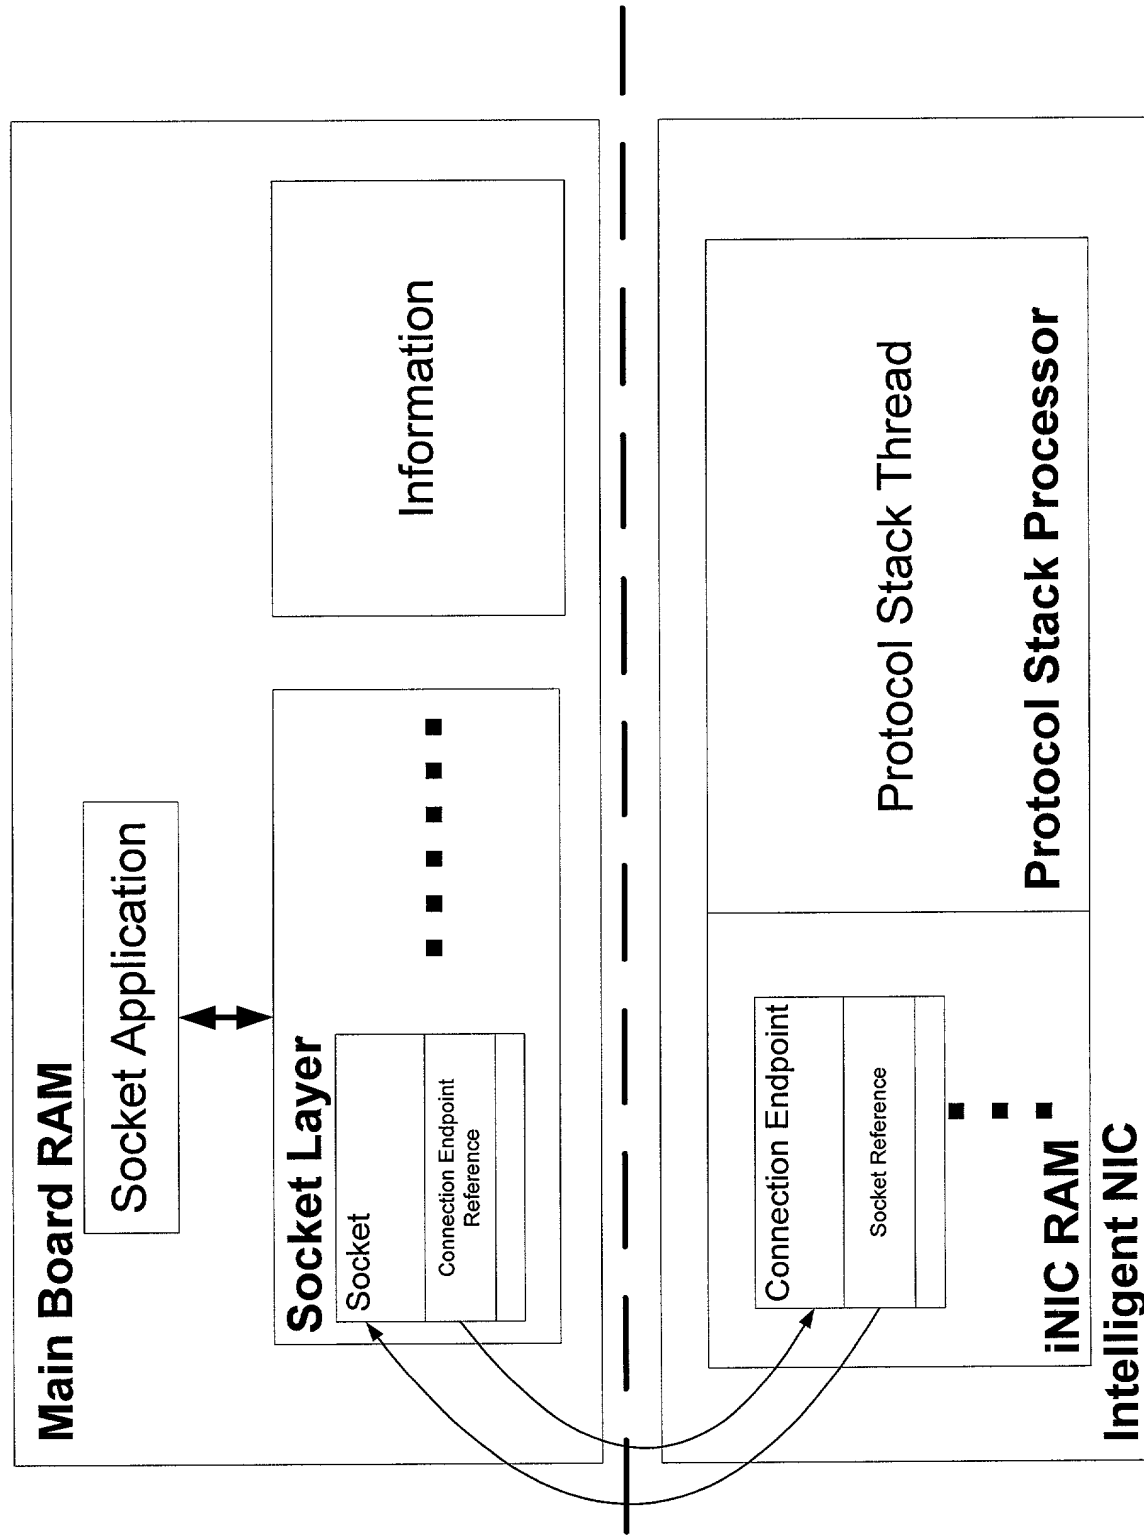 Main Board RAM
Socket Application
Socket Layer
Socket
Connection Endpoint
Reference
Information
Connection Endpoint
Socket Reference
iNIC RAM
Protocol Stack Thread
Protocol Stack Processor
Intelligent NIC